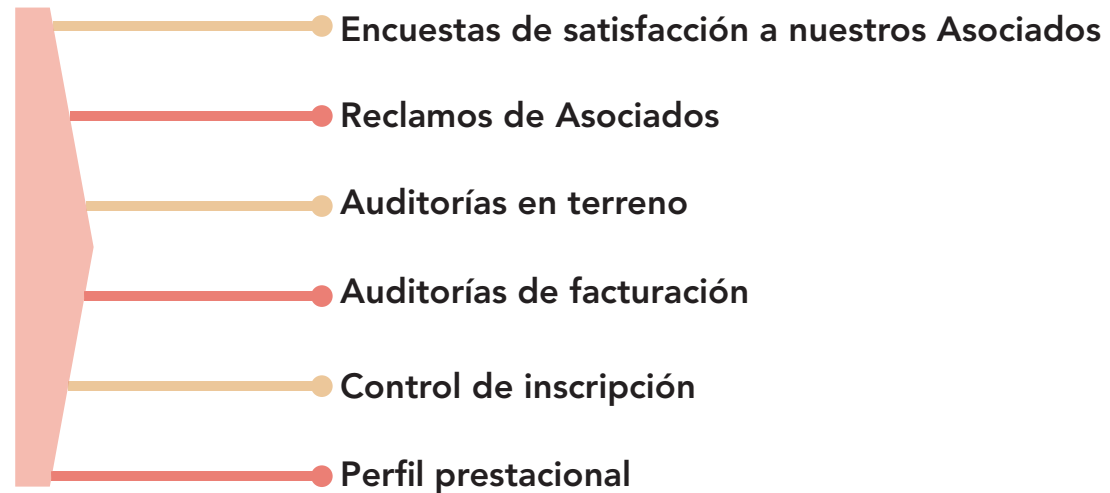 Encuestas de satisfacción a nuestros Asociados
Reclamos de Asociados
Auditorías en terreno
Auditorías de facturación
Control de inscripción
Perfil prestacional